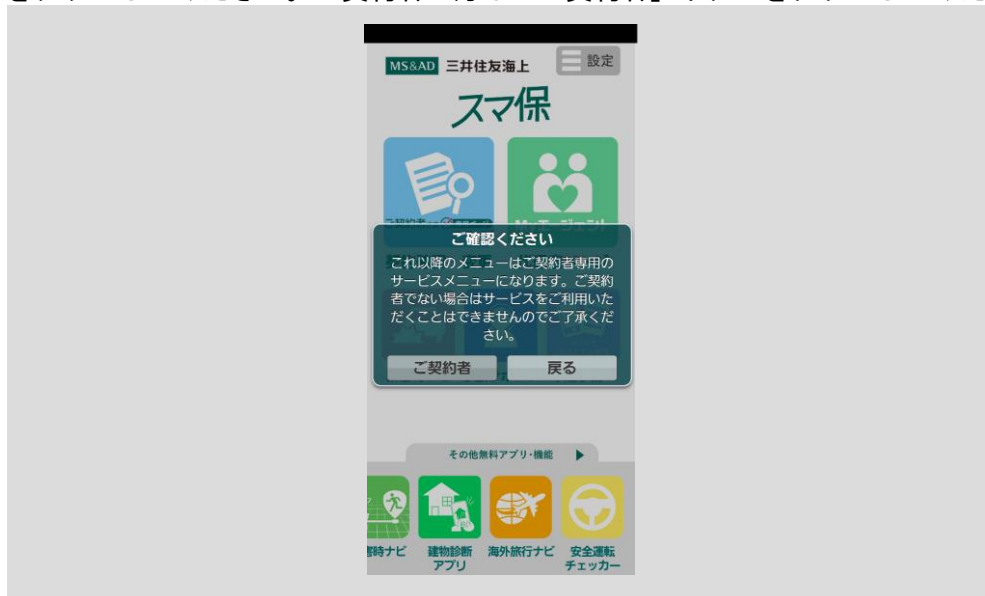 MS&AD 三井住友海上
設定
スマ保
ご確認ください
これ以降のメニューはご契約者専用の
サービスメニューになります。ご契約
者でない場合はサービスをご利用いた
だくことはできませんのでご了承くだ
さい。
ご契約者
戻る
その他無料アプリ・機能
害時ナビ
建物診断
アプリ
海外旅行ナビ
安全運転
チェッカー